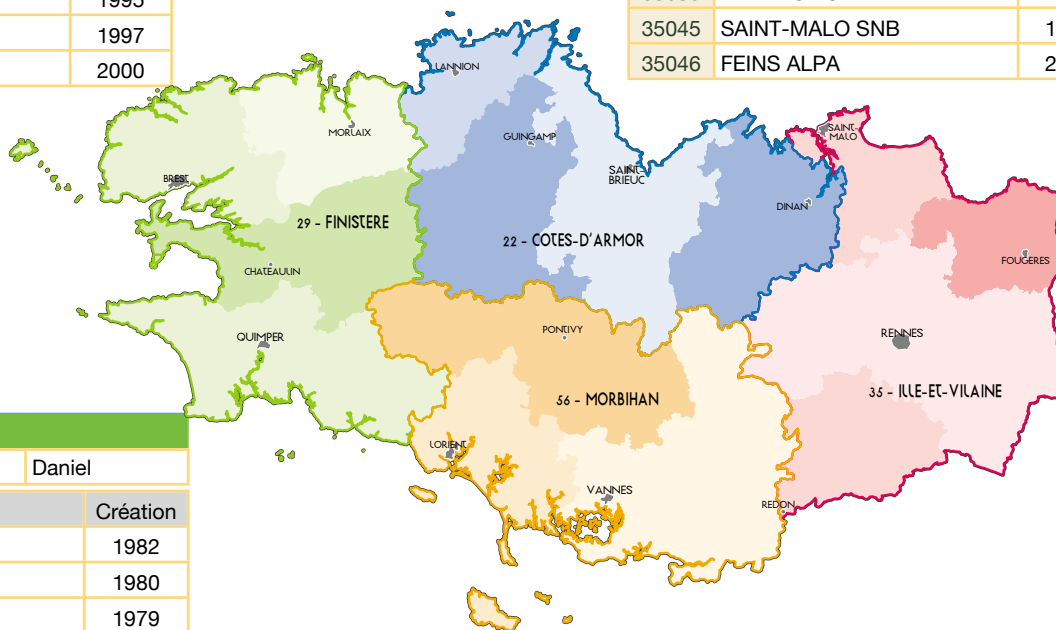 1995
1997
2000
35045 SAINT-MALO SNB 1
35046 FEINS ALPA 2
LANNION
MORLAIX
GUINGAMP
SAINT-
MALO
SAINT-
BRIEUC
BREST
DINAN
29 - FINISTERE
22 - COTES-D'ARMOR
CHATEAULIN
FOUGERES
QUIMPER
PONTIVY
RENNES
56 - MORBIHAN
35 - ILLE-ET-VILAINE
LORIENT
VANNES
REDON
Daniel
Création
1982
1980
1979